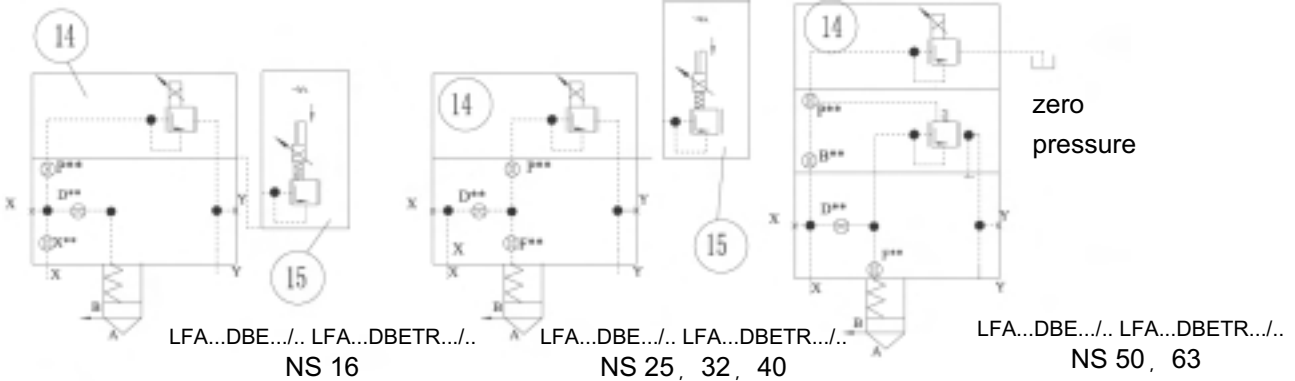 14
P**
D**
X
Y
X**
X
Y
B
A
15
LFA...DBE.../.. LFA...DBETR.../..
NS 16
14
P**
D**
X
Y
X
F**
X
Y
B
A
15
LFA...DBE.../.. LFA...DBETR.../..
NS 25, 32, 40
14
zero
pressure
P**
B**
D**
X
Y
F**
X
Y
B
A
LFA...DBE.../.. LFA...DBETR.../..
NS 50, 63